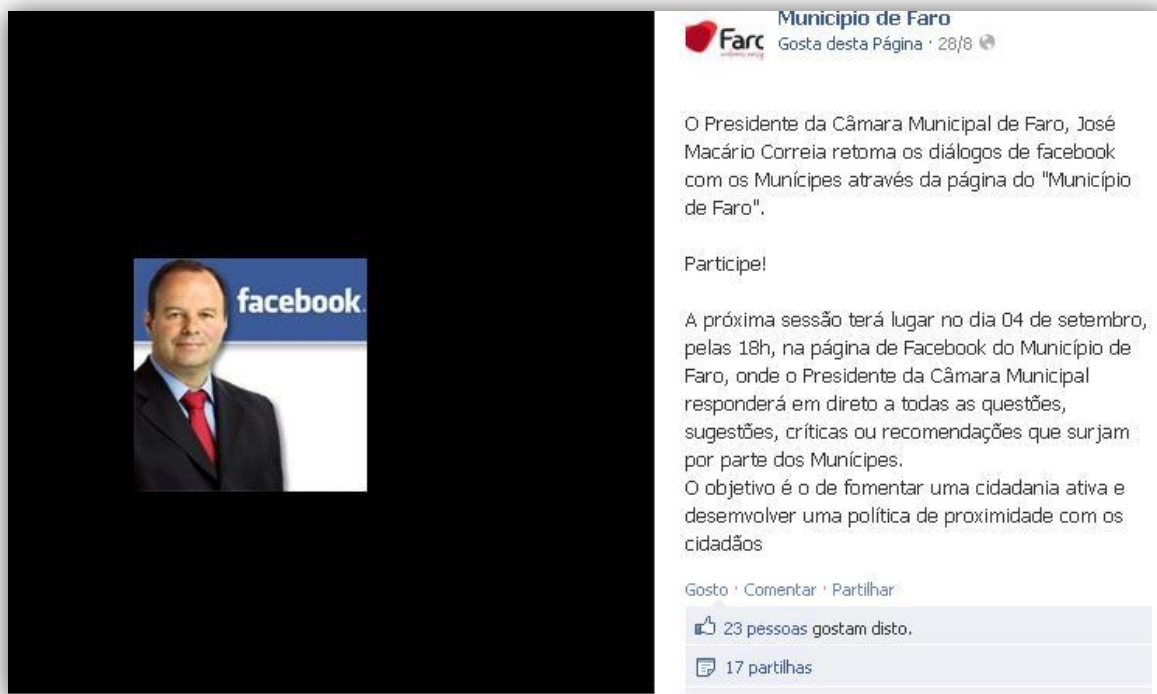 Municipio de Faro
Faro
Gosta desta Página · 28/8
facebook.
O Presidente da Câmara Municipal de Faro, José
Macário Correia retoma os diálogos de facebook
com os Munícipes através da página do "Município
de Faro".
Participe!
A próxima sessão terá lugar no dia 04 de setembro,
pelas 18h, na página de Facebook do Município de
Faro, onde o Presidente da Câmara Municipal
responderá em direto a todas as questões,
sugestões, críticas ou recomendações que surjam
por parte dos Munícipes.
O objetivo é o de fomentar uma cidadania ativa e
desemvolver uma política de proximidade com os
cidadãos
Gosto · Comentar · Partilhar
23 pessoas gostam disto.
17 partilhas